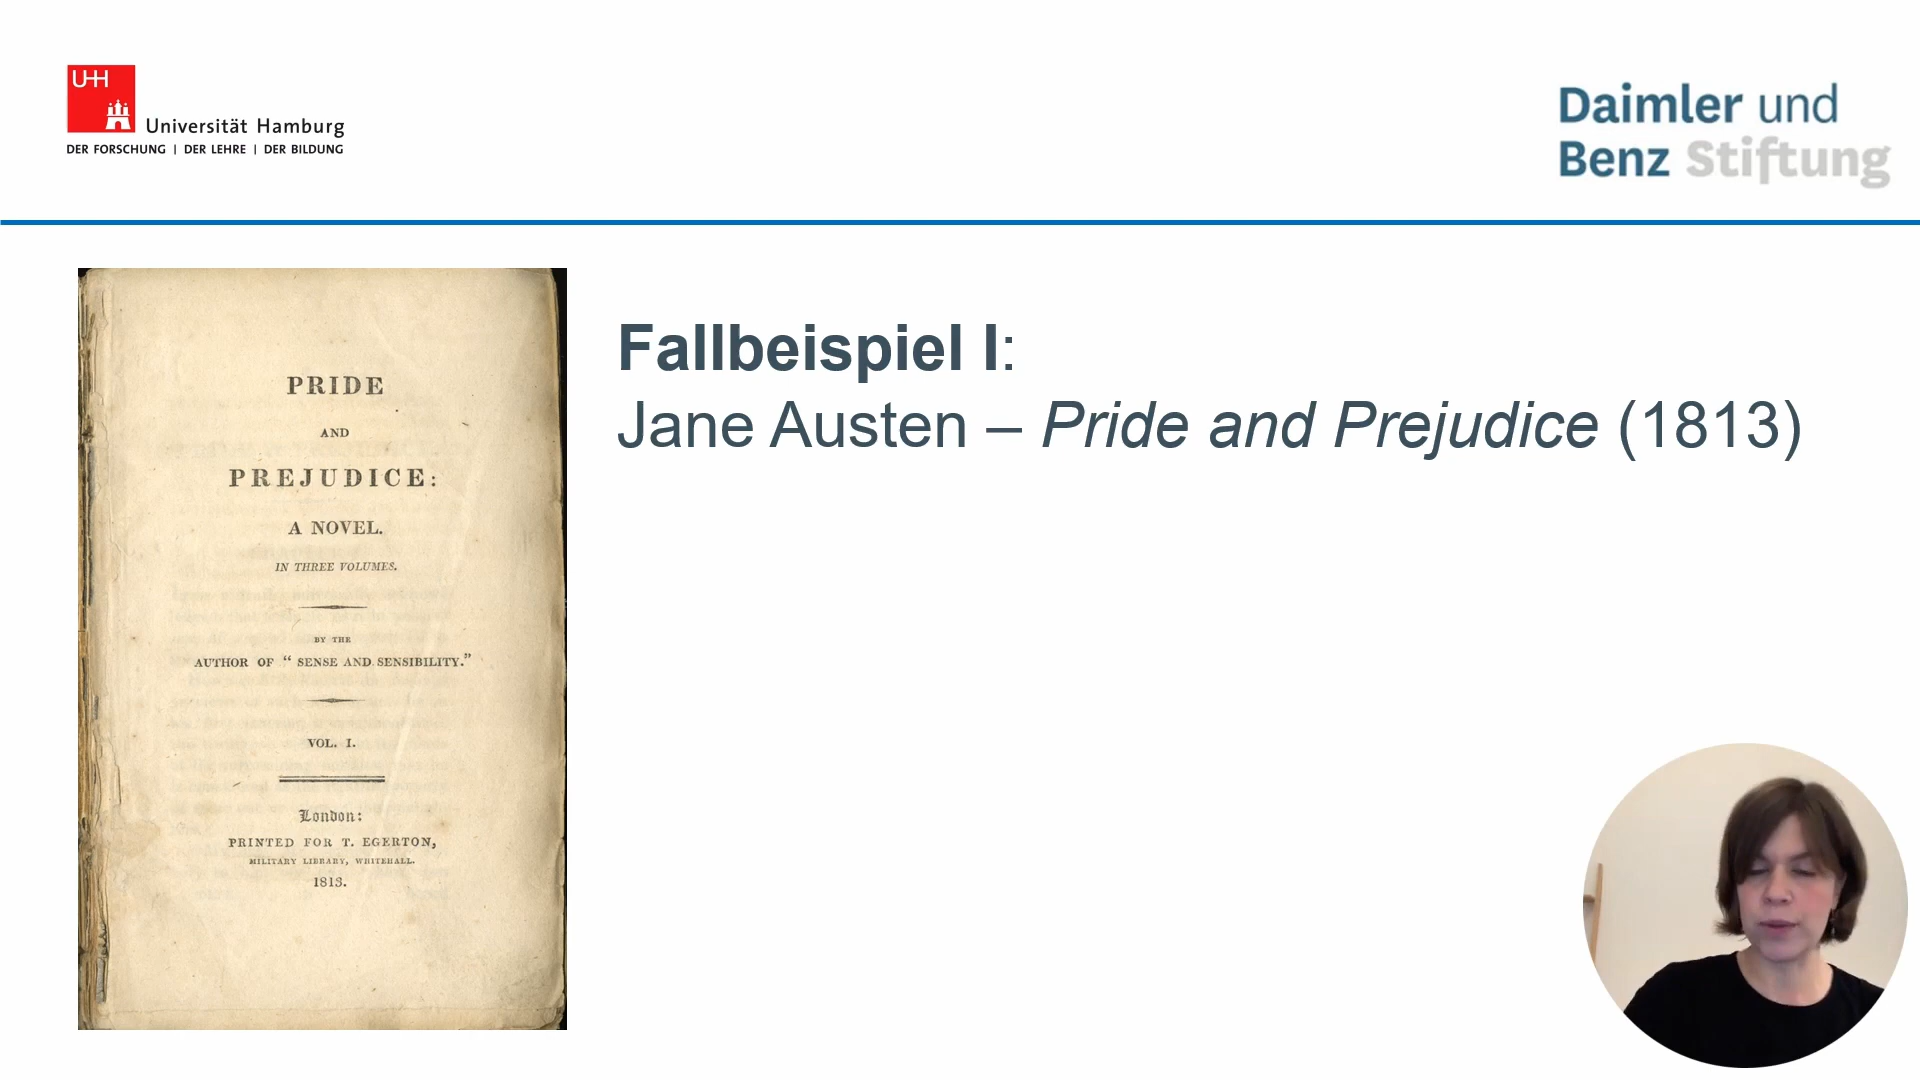 UHH
Universität Hamburg
DER FORSCHUNG | DER LEHRE | DER BILDUNG
Daimler und
Benz Stiftung
Fallbeispiel I:
Jane Austen – Pride and Prejudice (1813)
PRIDE
AND
PREJUDICE:
A NOVEL.
IN THREE VOLUMES.
BY THE
AUTHOR OF “ SENSE AND SENSIBILITY.”
VOL. I.
London:
PRINTED FOR T. EGERTON,
MILITARY LIBRARY, WHITEHALL.
1813.